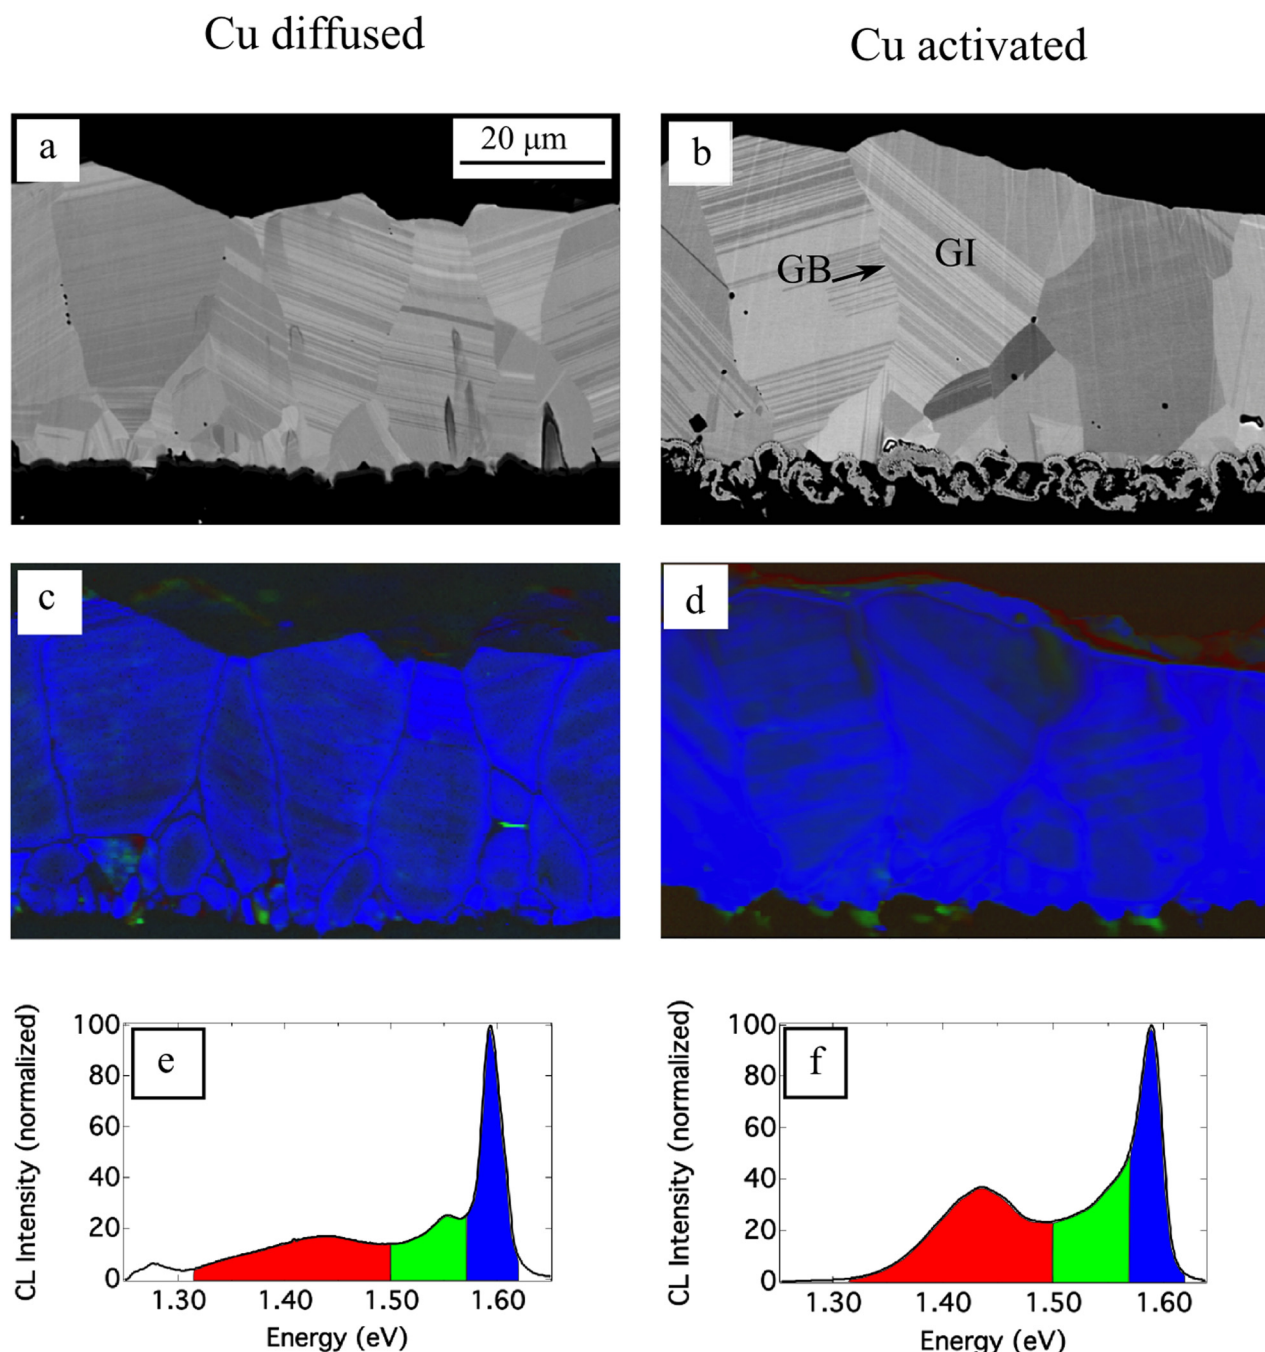 Cu diffused
Cu activated
a
20 μm
b
GB
GI
c
d
CL Intensity (normalized)
100
80
60
40
20
0
e
1.30 1.40 1.50 1.60
Energy (eV)
CL Intensity (normalized)
100
80
60
40
20
0
f
1.30 1.40 1.50 1.60
Energy (eV)